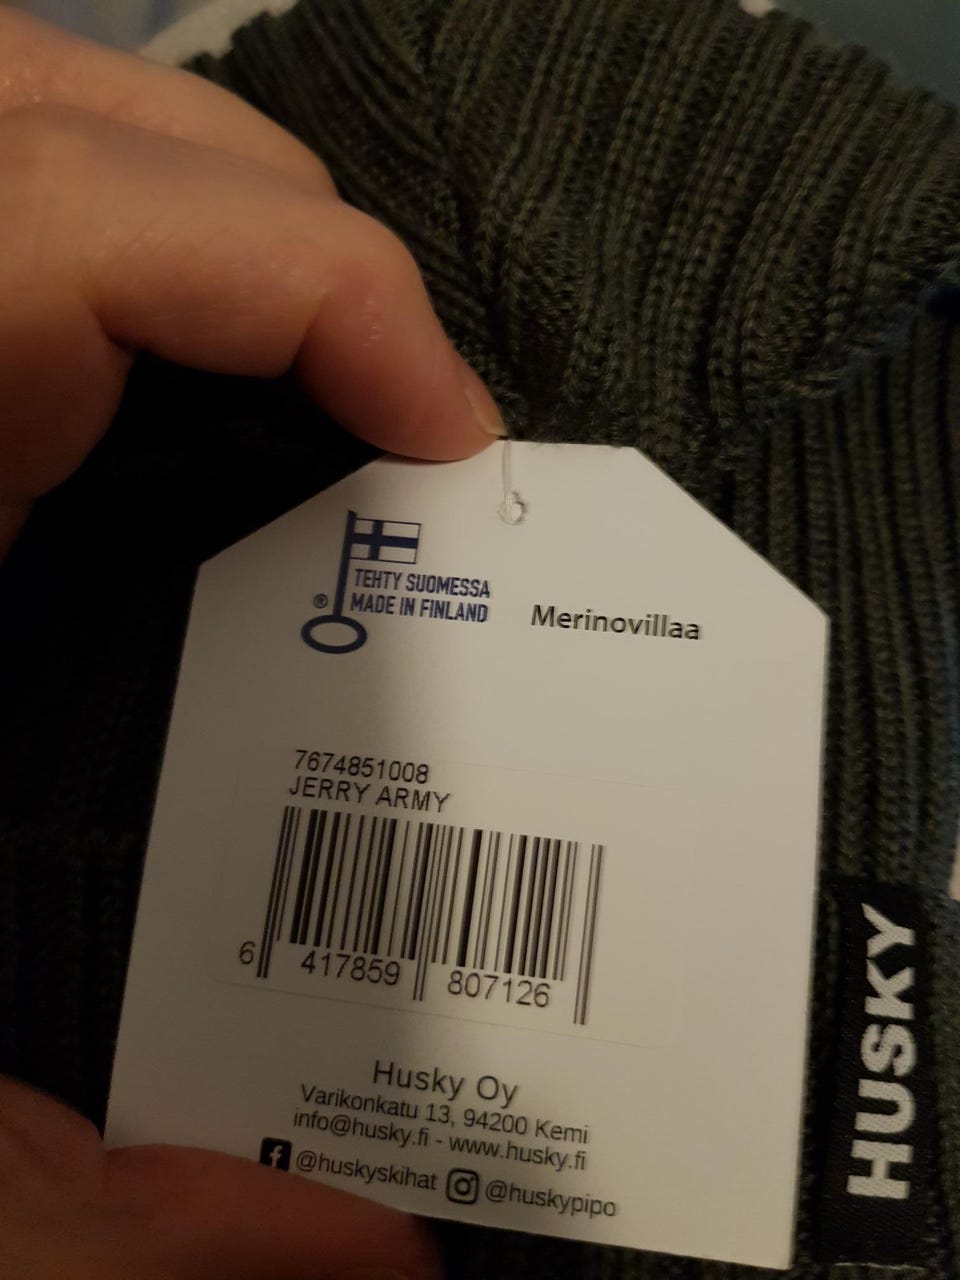 TEHTY SUOMESSA
® MADE IN FINLAND
Merinovillaa
7674851008
JERRY ARMY
6 417859 807126
Husky Oy
Varikonkatu 13, 94200 Kemi
info@husky.fi - www.husky.fi
f @huskyskihat @huskypipo
HUSKY